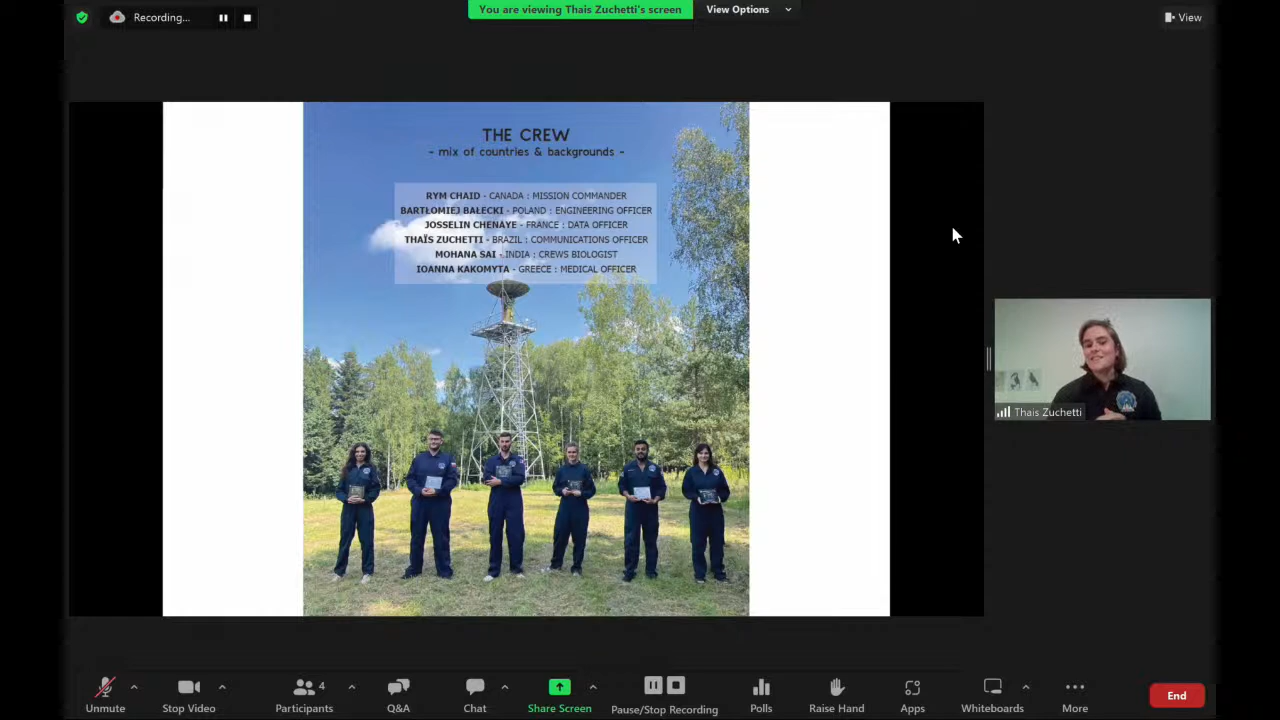 Recording...
You are viewing Thais Zuchetti's screen
View Options
View
THE CREW
- mix of countries & backgrounds -
RYM CHAID - CANADA : MISSION COMMANDER
BARTŁOMIEJ BAŁECKI - POLAND : ENGINEERING OFFICER
JOSSELIN CHENAYE - FRANCE : DATA OFFICER
THAÏS ZUCHETTI - BRAZIL : COMMUNICATIONS OFFICER
MOHANA SAI - INDIA : CREWS BIOLOGIST
IOANNA KAKOMYTA - GREECE : MEDICAL OFFICER
Thais Zuchetti
4
Unmute
Stop Video
Participants
Q&A
Chat
Share Screen
Pause/Stop Recording
Polls
Raise Hand
Apps
Whiteboards
More
End